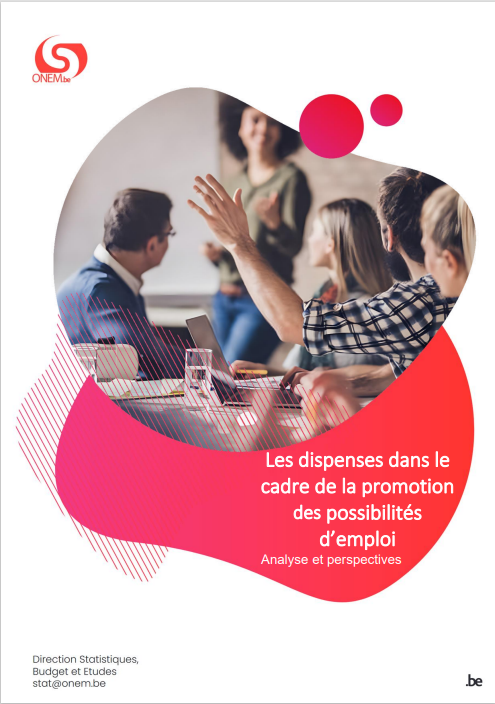 ONEM.be
Les dispenses dans le
cadre de la promotion
des possibilités
d’emploi
Analyse et perspectives
Direction Statistiques,
Budget et Etudes
stat@onem.be
.be